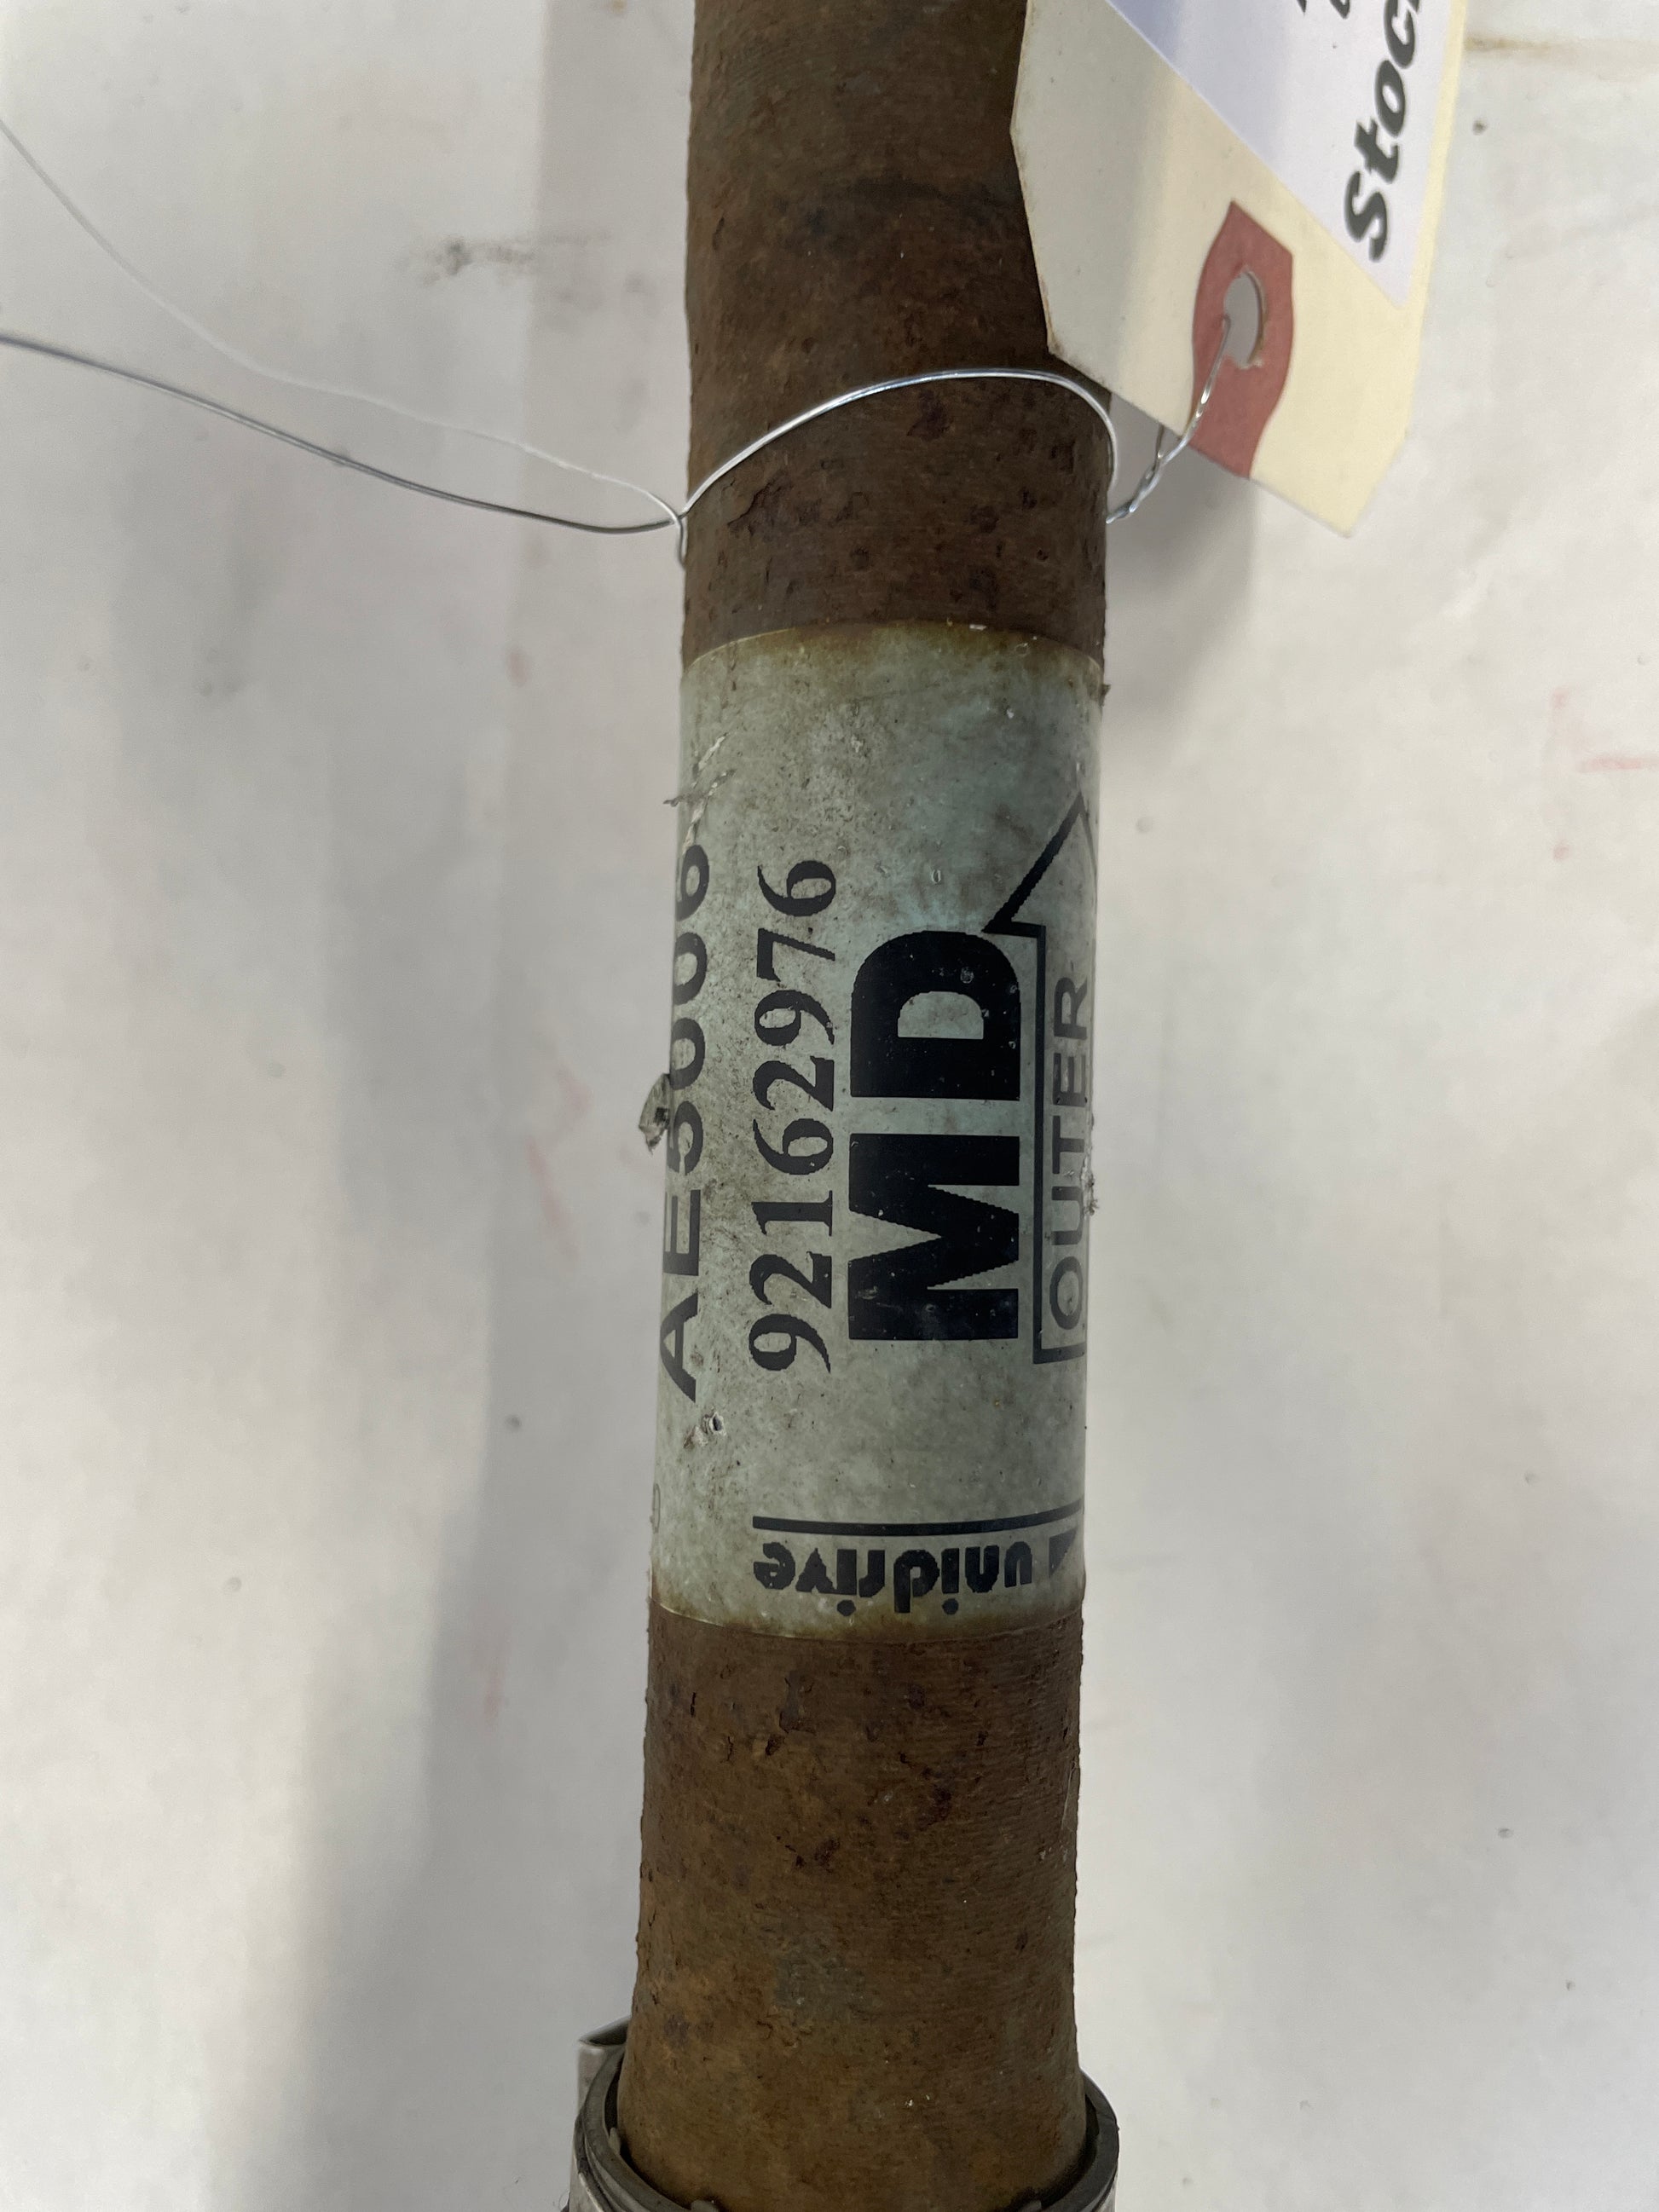 AE5006
92162976
MD
OUTER
unidrive
Stoc